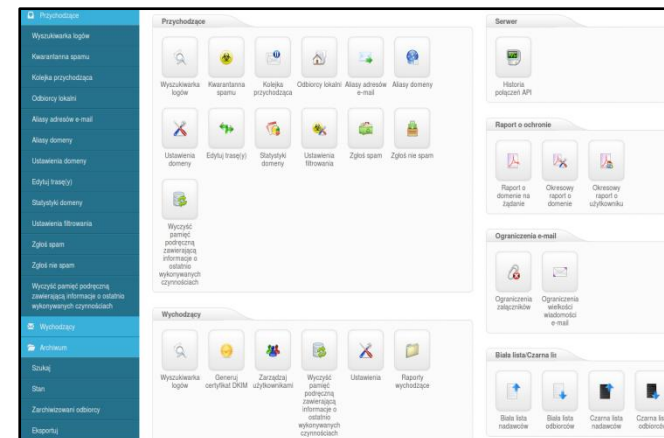 Przychodzące
Wyszukiwarka logów
Kwarantanna spamu
Kolejka przychodząca
Odbiorcy lokalni
Aliasy adresów e-mail
Aliasy domeny
Ustawienia domeny
Edytuj trasę(y)
Statystyki domeny
Ustawienia filtrowania
Zgłoś spam
Zgłoś nie spam
Wyczyść pamięć podręczną
zawierającą informacje o ostatnio
wykonywanych czynnościach
Wychodzący
Archiwum
Szukaj
Stan
Zarchiwizowani odbiorcy
Eksportuj
Przychodzące
Wyszukiwarka
logów
Kwarantanna
spamu
Kolejka
przychodząca
Odbiorcy lokalni
Aliasy adresów
e-mail
Aliasy domeny
Ustawienia
domeny
Edytuj trasę(y)
Statystyki
domeny
Ustawienia
filtrowania
Zgłoś spam
Zgłoś nie spam
Wyczyść
pamięć
podręczną
zawierającą
informacje o
ostatnio
wykonywanych
czynnościach
Wychodzący
Wyszukiwarka
logów
Generuj
certyfikat DKIM
Zarządzaj
użytkownikami
Wyczyść
pamięć
podręczną
zawierającą
informacje o
ostatnio
wykonywanych
czynnościach
Ustawienia
Raporty
wychodzące
Serwer
Historia
połączeń API
Raport o ochronie
Raport o
domenie na
żądanie
Okresowy
raport o
domenie
Okresowy
raport o
użytkowniku
Ograniczenia e-mail
Ograniczenia
załączników
Ograniczenia
wielkości
wiadomości
e-mail
Biała lista/Czarna lis
Biała lista
nadawców
Biała lista
odbiorców
Czarna lista
nadawców
Czarna lis
odbiorcó